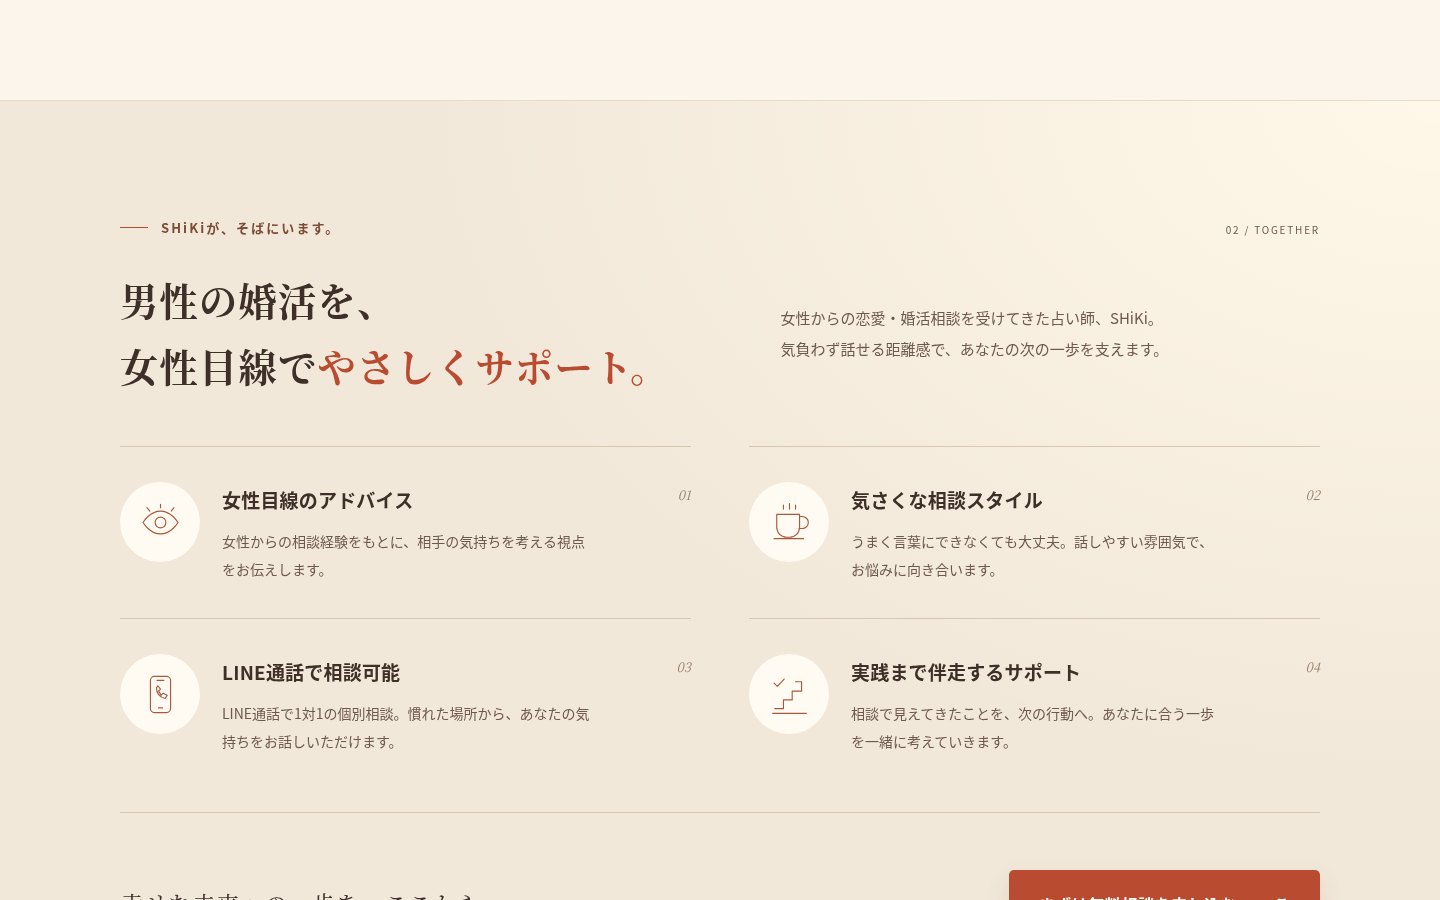 SHiKiが、そばにいます。
02 / TOGETHER
男性の婚活を、
女性目線でやさしくサポート。
女性からの恋愛・婚活相談を受けてきた占い師、SHiKi。
気負わず話せる距離感で、あなたの次の一歩を支えます。
女性目線のアドバイス
01
女性からの相談経験をもとに、相手の気持ちを考える視点
をお伝えします。
気さくな相談スタイル
02
うまく言葉にできなくても大丈夫。話しやすい雰囲気で、
お悩みに向き合います。
LINE通話で相談可能
03
LINE通話で1対1の個別相談。慣れた場所から、あなたの気
持ちをお話しいただけます。
実践まで伴走するサポート
04
相談で見えてきたことを、次の行動へ。あなたに合う一歩
を一緒に考えていきます。